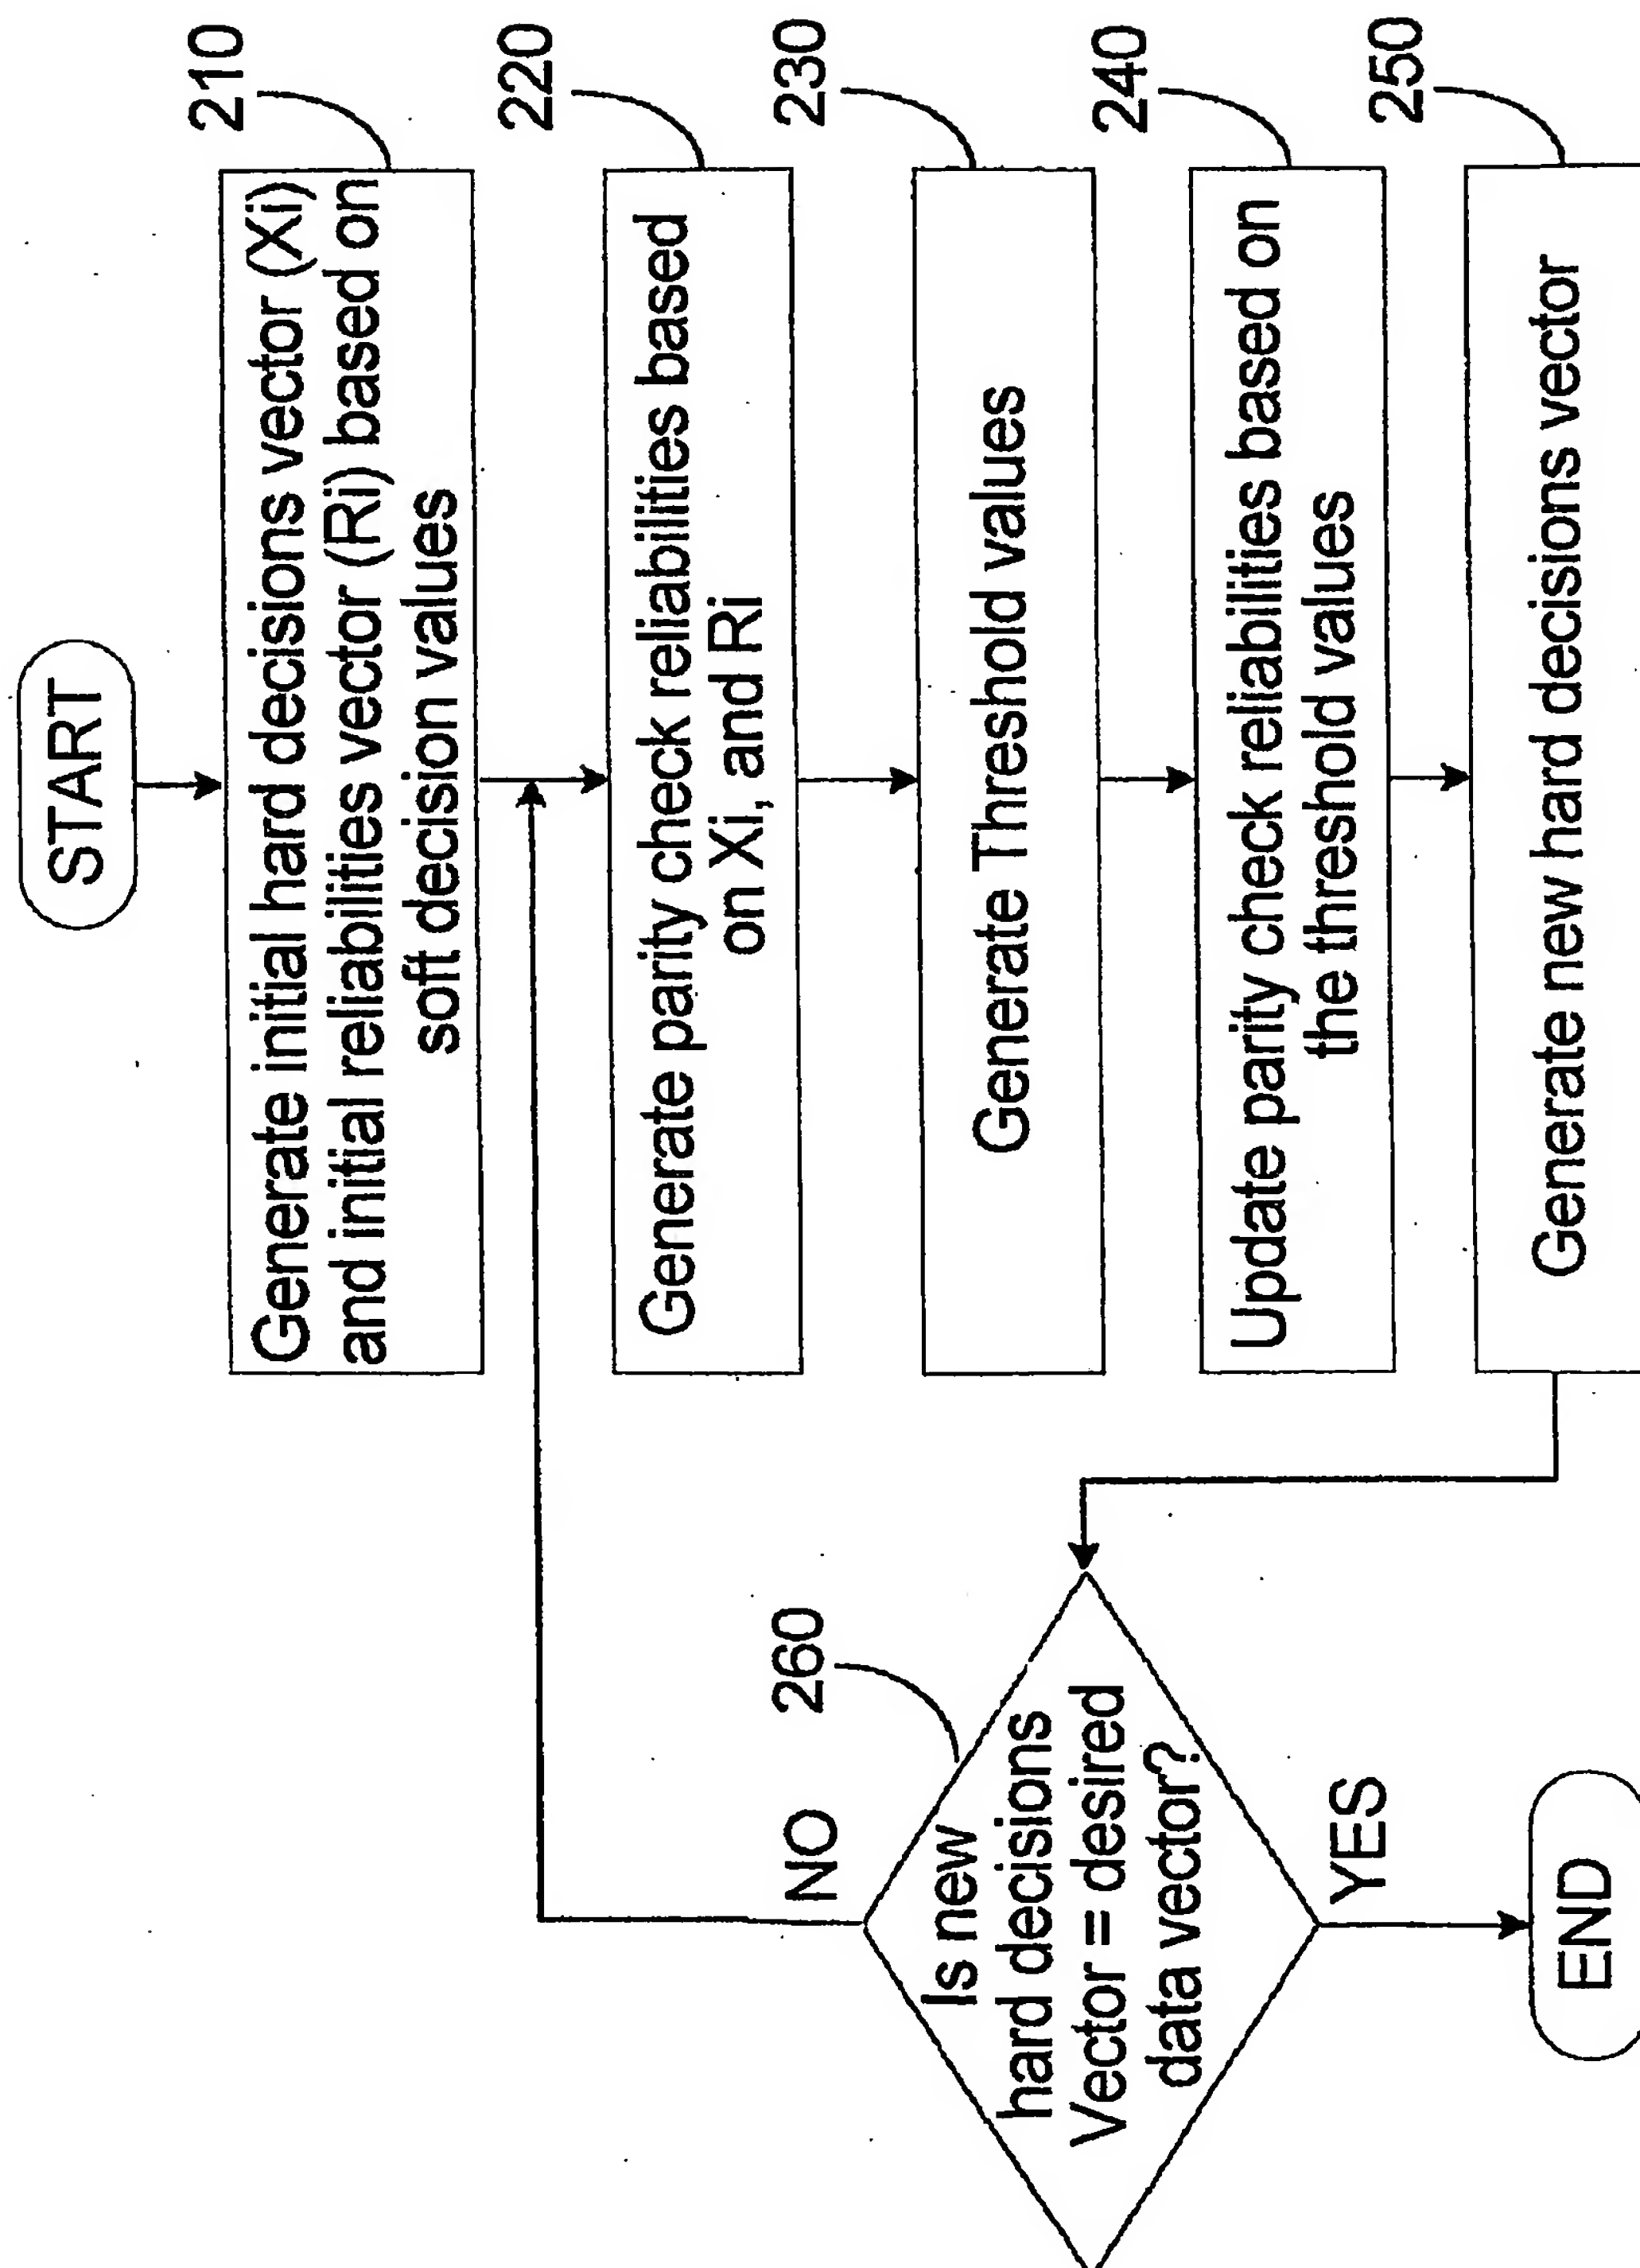 START
210
Generate initial hard decisions vector (Xi)
and initial reliabilities vector (Ri) based on
soft decision values
220
Generate parity check reliabilities based
on Xi, and Ri
230
Generate Threshold values
240
Update parity check reliabilities based on
the threshold values
250
Generate new hard decisions vector
260
Is new
hard decisions
Vector = desired
data vector?
NO
YES
END